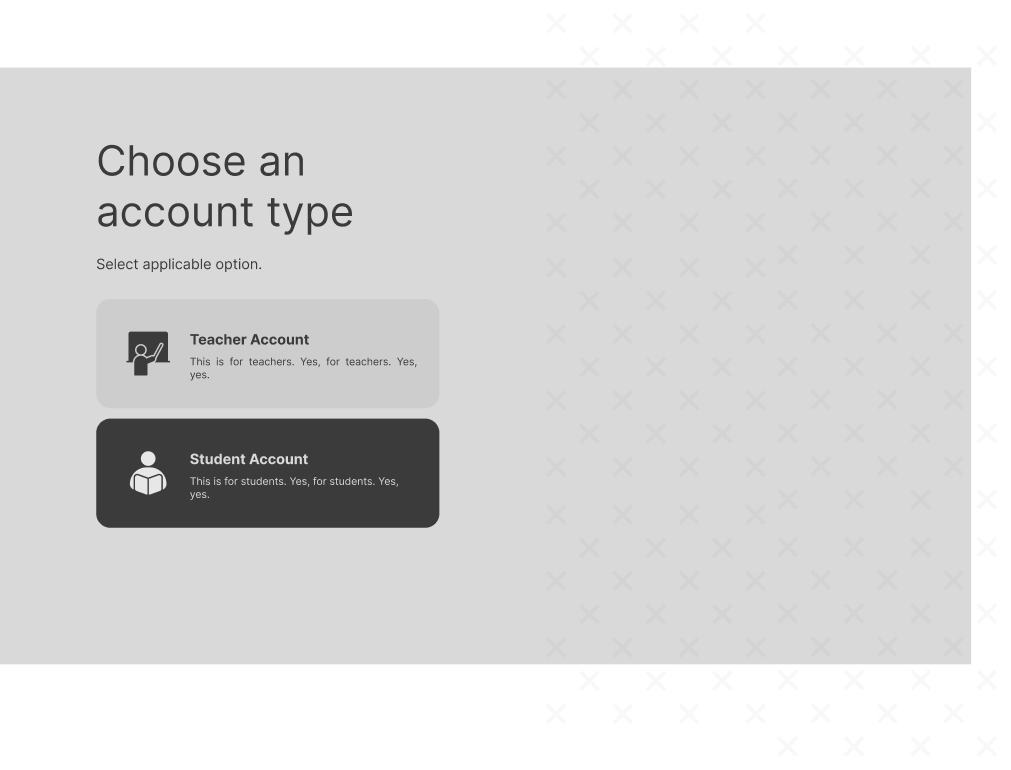 Choose an
account type
Select applicable option.
Teacher Account
This is for teachers. Yes, for teachers. Yes,
yes.
Student Account
This is for students. Yes, for students. Yes,
yes.